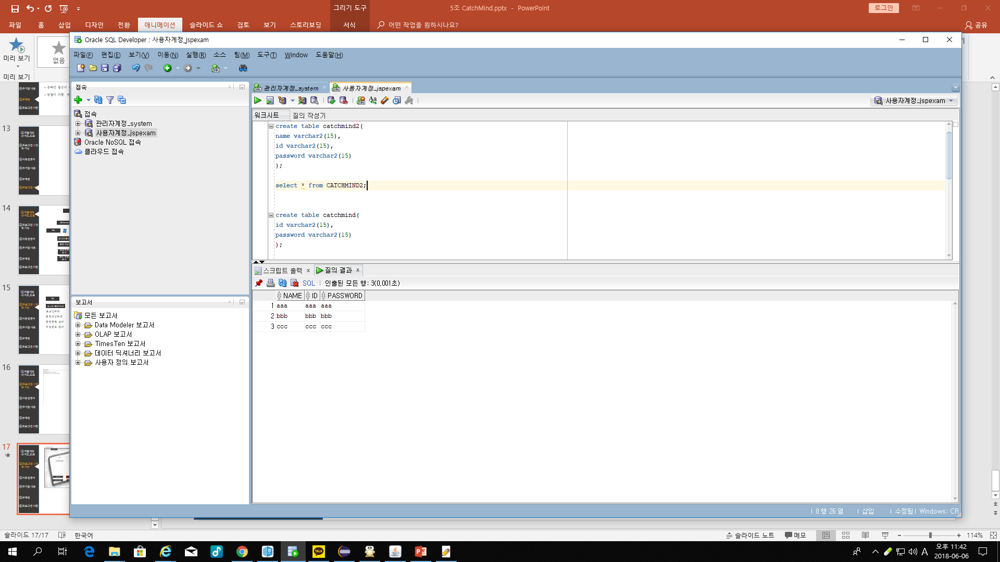 5조 CatchMind.pptx - PowerPoint
그리기 도구
로그인
파일 홈 삽입 디자인 전환 애니메이션 슬라이드 쇼 검토 보기 스토리보딩 서식 어떤 작업을 원하시나요? 공유
미리 보기
없음
미리 보기
Oracle SQL Developer : 사용자계정_jspexam
파일(F) 편집(E) 보기(V) 이동(N) 실행(R) 소스 팀(M) 도구(T) Window 도움말(H)
접속
접속
관리자계정_system
사용자계정_jspexam
Oracle NoSQL 접속
클라우드 접속
보고서
모든 보고서
Data Modeler 보고서
OLAP 보고서
TimesTen 보고서
데이터 딕셔너리 보고서
사용자 정의 보고서
관리자계정_system 사용자계정_jspexam
사용자계정_jspexam
워크시트 질의 작성기
create table catchmind2(
name varchar2(15),
id varchar2(15),
password varchar2(15)
);
select * from CATCHMIND2;
create table catchmind(
id varchar2(15),
password varchar2(15)
);
스크립트 출력 x 질의 결과 x
SQL 인출된 모든 행: 3(0,001초)
NAME ID PASSWORD
1 aaa aaa aaa
2 bbb bbb bbb
3 ccc ccc ccc
8 행 26 열 삽입 수정됨 Windows: CR
13
14
15
16
17
슬라이드 17/17 한국어
슬라이드 노트 메모 114%
TALK
A
오후 11:42
2018-06-06